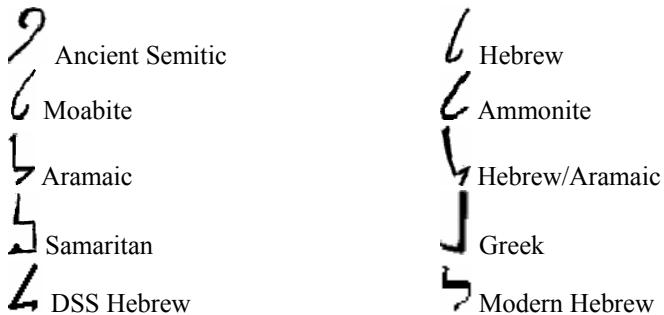 Ancient Semitic
Hebrew
Moabite
Ammonite
Aramaic
Hebrew/Aramaic
Samaritan
Greek
DSS Hebrew
ל Modern Hebrew